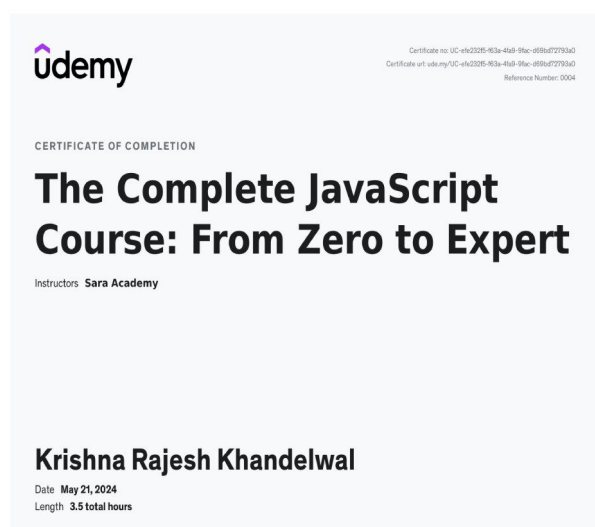 udemy
Certificate no: UC-efe232f5-f63a-4fa9-9fac-d69bd72793a0
Certificate url: ude.my/UC-efe232f5-f63a-4fa9-9fac-d69bd72793a0
Reference Number: 0004
CERTIFICATE OF COMPLETION
The Complete JavaScript
Course: From Zero to Expert
Instructors Sara Academy
Krishna Rajesh Khandelwal
Date May 21, 2024
Length 3.5 total hours